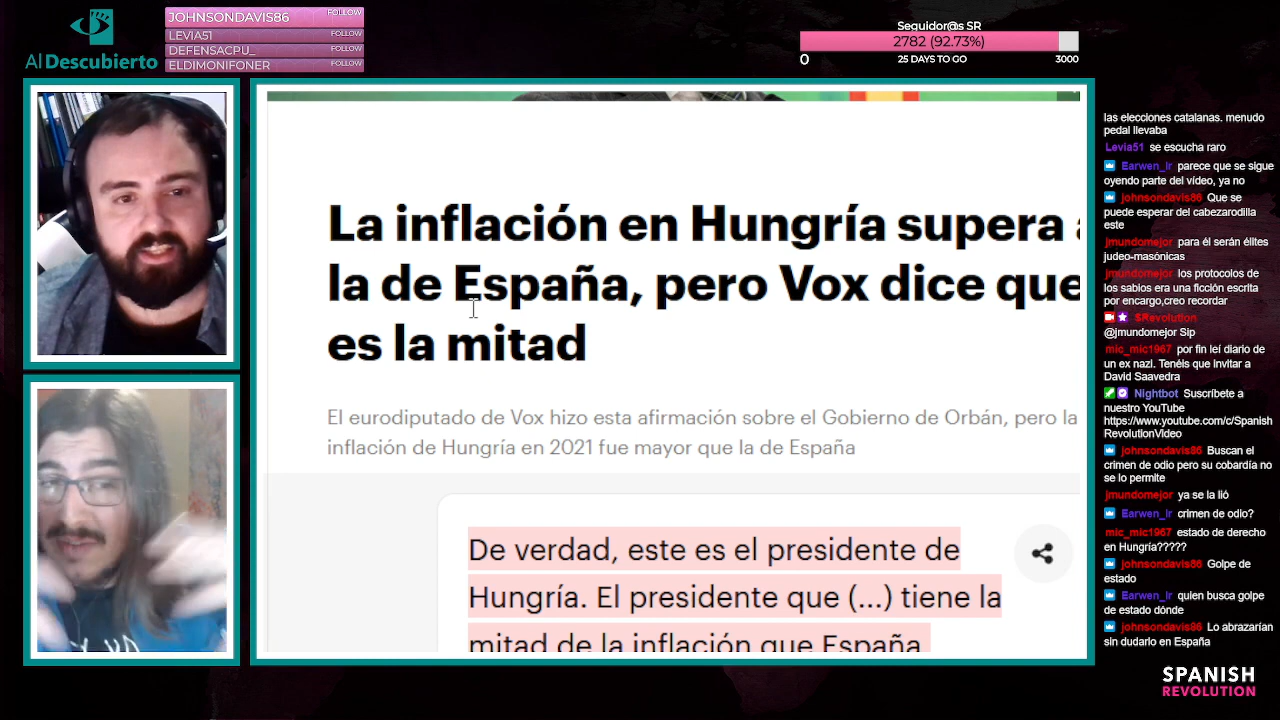 Al Descubierto
JOHNSONDAVIS86 FOLLOW
LEVIA51 FOLLOW
DEFENSACPU_ FOLLOW
ELDIMONIFONER FOLLOW
Seguidor@s SR
2782 (92.73%)
0 25 DAYS TO GO 3000
La inflación en Hungría supera
la de España, pero Vox dice que
es la mitad
El eurodiputado de Vox hizo esta afirmación sobre el Gobierno de Orbán, pero la
inflación de Hungría en 2021 fue mayor que la de España
De verdad, este es el presidente de
Hungría. El presidente que (...) tiene la
mitad de la inflación que España
las elecciones catalanas. menudo
pedal llevaba
Levia51 se escucha raro
Earwen_Ir parece que se sigue
oyendo parte del vídeo, ya no
johnsondavis86 Que se
puede esperar del cabezarodilla
este
jmundomejor para él serán élites
judeo-masónicas
jmundomejor los protocolos de
los sabios era una ficción escrita
por encargo,creo recordar
SRevolution
@jmundomejor Sip
mic_mic1967 por fin leí diario de
un ex nazi. Tenéis que invitar a
David Saavedra
Nightbot Suscríbete a
nuestro YouTube
https://www.youtube.com/c/Spanish
RevolutionVideo
johnsondavis86 Buscan el
crimen de odio pero su cobardía no
se lo permite
jmundomejor ya se la lió
Earwen_Ir crimen de odio?
mic_mic1967 estado de derecho
en Hungría?????
johnsondavis86 Golpe de
estado
Earwen_Ir quien busca golpe
de estado dónde
johnsondavis86 Lo abrazarían
sin dudarlo en España
SPANISH
REVOLUTION